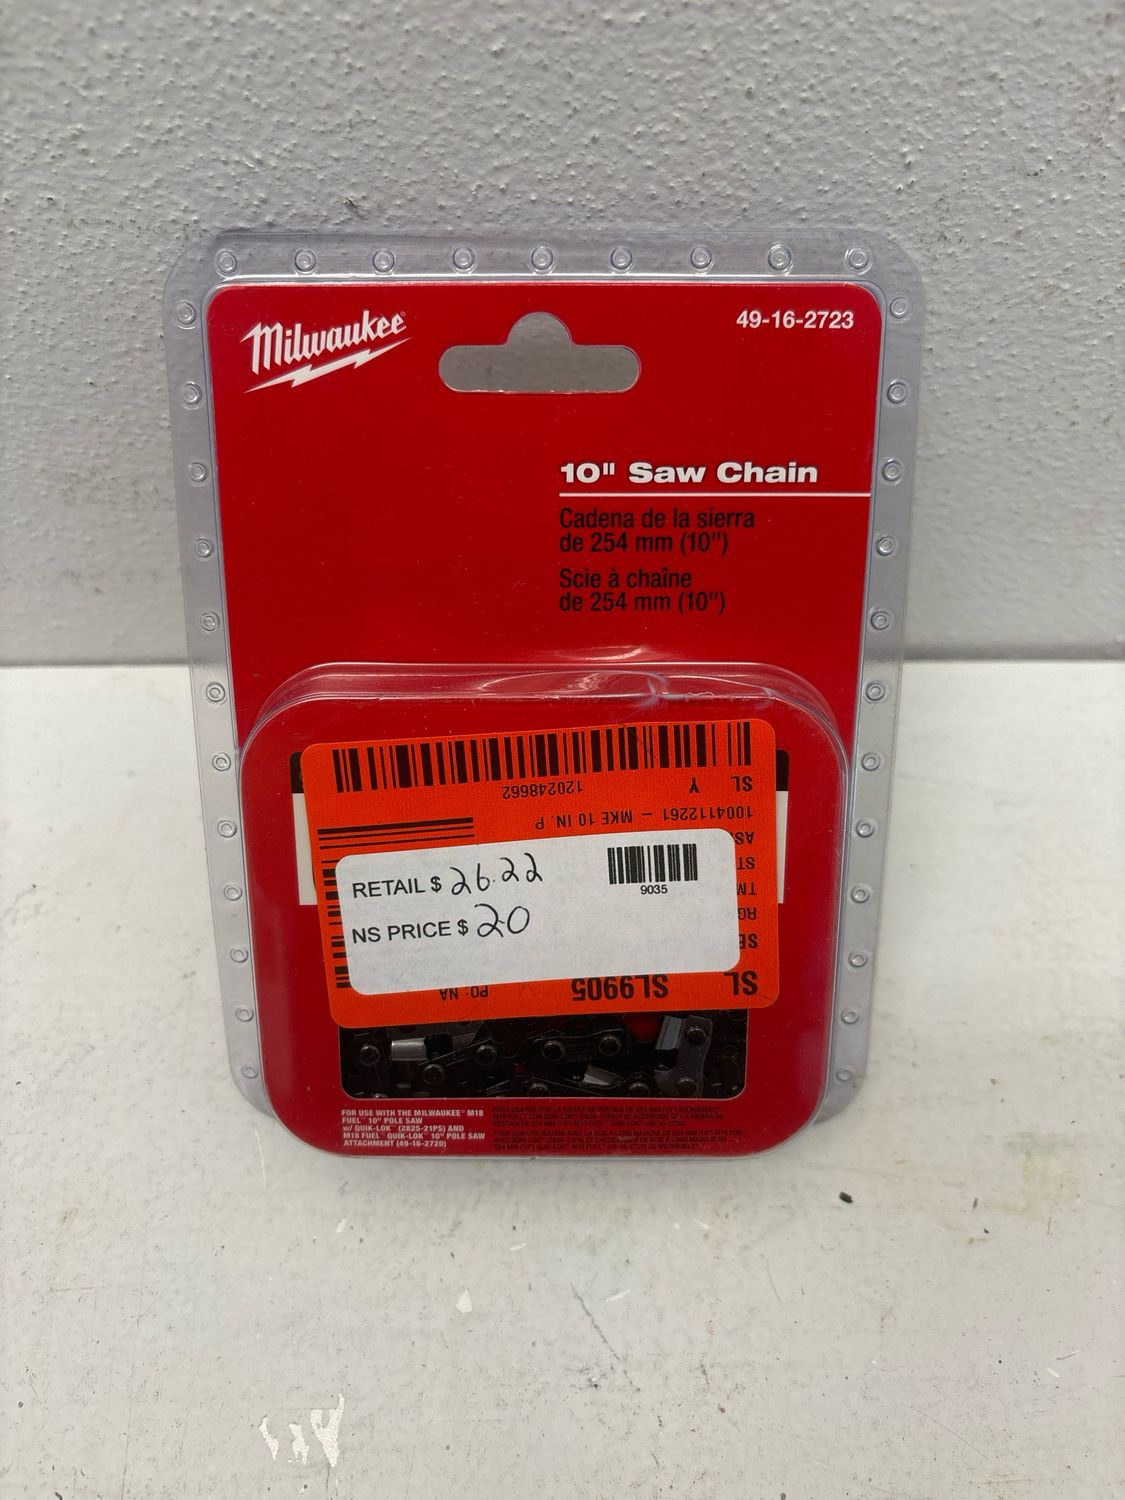 Milwaukee
49-16-2723
10" Saw Chain
Cadena de la sierra
de 254 mm (10")
Scie à chaîne
de 254 mm (10")
120248662
SL Y
1004112261 – MKE 10 IN. P
RETAIL $ 26.22
9035
NS PRICE $ 20
SL SL9905 PO: NA
FOR USE WITH THE MILWAUKEE® M18
FUEL™ 10" POLE SAW
w/ QUIK-LOK™ (2825-21PS) AND
M18 FUEL™ QUIK-LOK™ 10" POLE SAW
ATTACHMENT (49-16-2720)